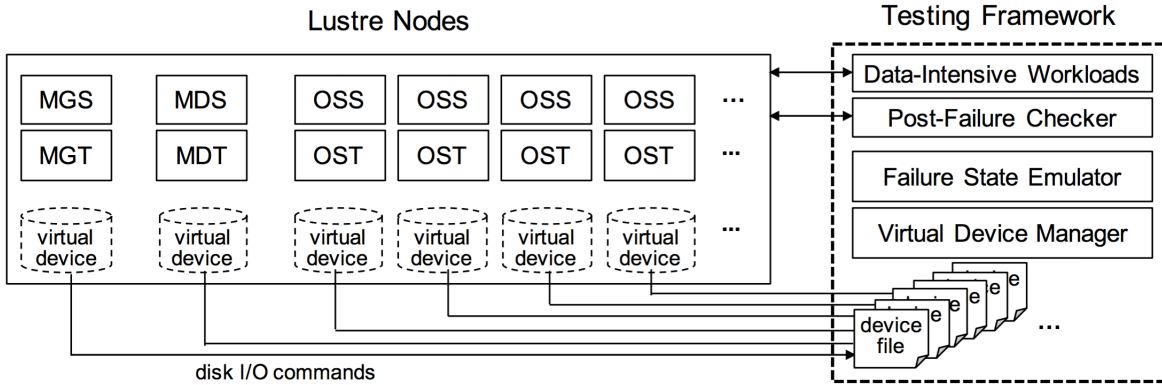 Lustre Nodes
Testing Framework
MGS MDS OSS OSS OSS OSS ...
Data-Intensive Workloads
Post-Failure Checker
MGT MDT OST OST OST OST ...
Failure State Emulator
virtual device
virtual device
virtual device
virtual device
virtual device
virtual device
...
Virtual Device Manager
device
file
...
disk I/O commands